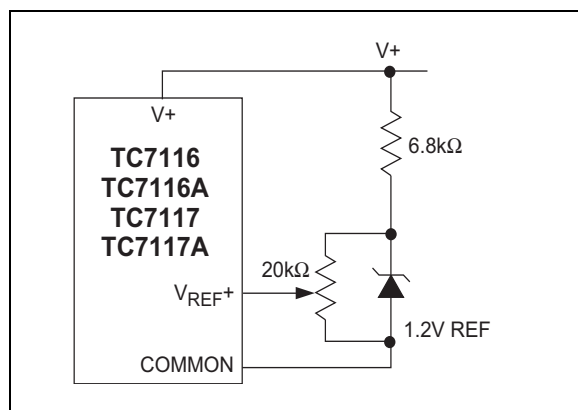 V+
V+
6.8kΩ
TC7116
TC7116A
TC7117
TC7117A
20kΩ
VREF+
1.2V REF
COMMON